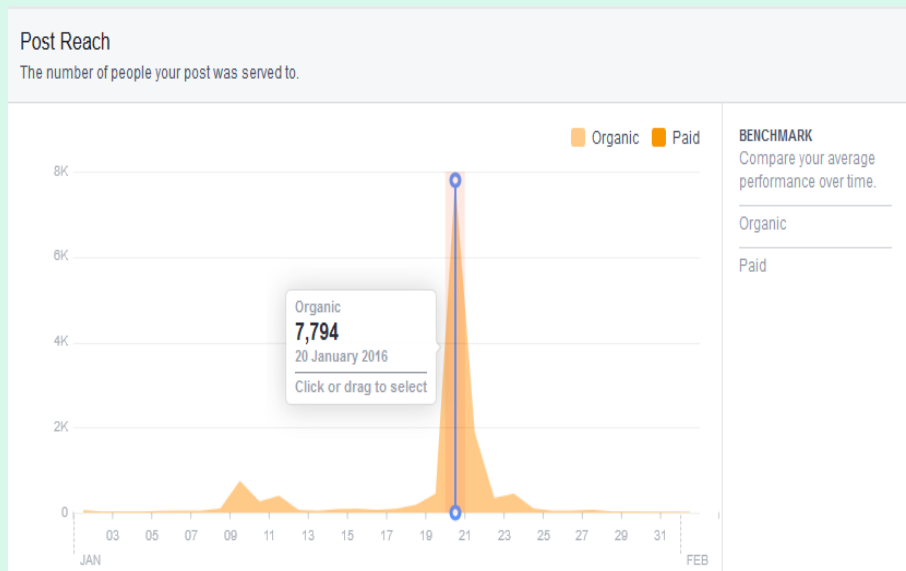 Post Reach
The number of people your post was served to.
Organic Paid
BENCHMARK
Compare your average
performance over time.
Organic
Paid
8K
6K
4K
2K
0
Organic
7,794
20 January 2016
Click or drag to select
03 05 07 09 11 13 15 17 19 21 23 25 27 29 31
JAN FEB